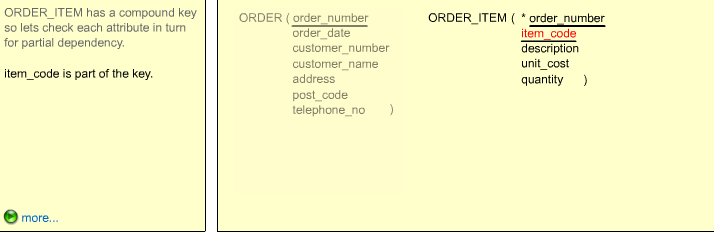 ORDER_ITEM has a compound key
so lets check each attribute in turn
for partial dependency.
item_code is part of the key.
more...
ORDER ( order_number
order_date
customer_number
customer_name
address
post_code
telephone_no )
ORDER_ITEM ( * order_number
item_code
description
unit_cost
quantity )